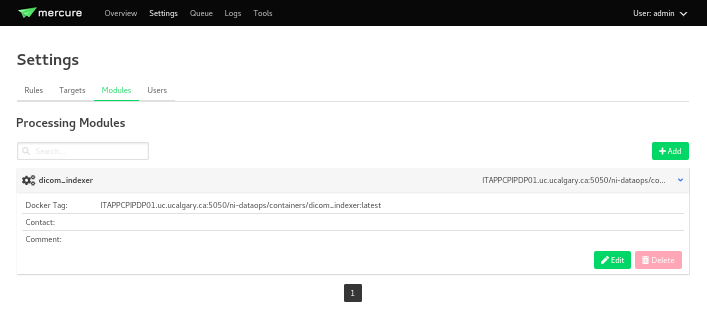 mercure Overview Settings Queue Logs Tools User: admin
Settings
Rules Targets Modules Users
Processing Modules
Search... Add
dicom_indexer ITAPPCPIPDP01.uc.ucalgary.ca:5050/ni-dataops/co...
Docker Tag: ITAPPCPIPDP01.uc.ucalgary.ca:5050/ni-dataops/containers/dicom_indexer:latest
Contact:
Comment:
Edit Delete
1